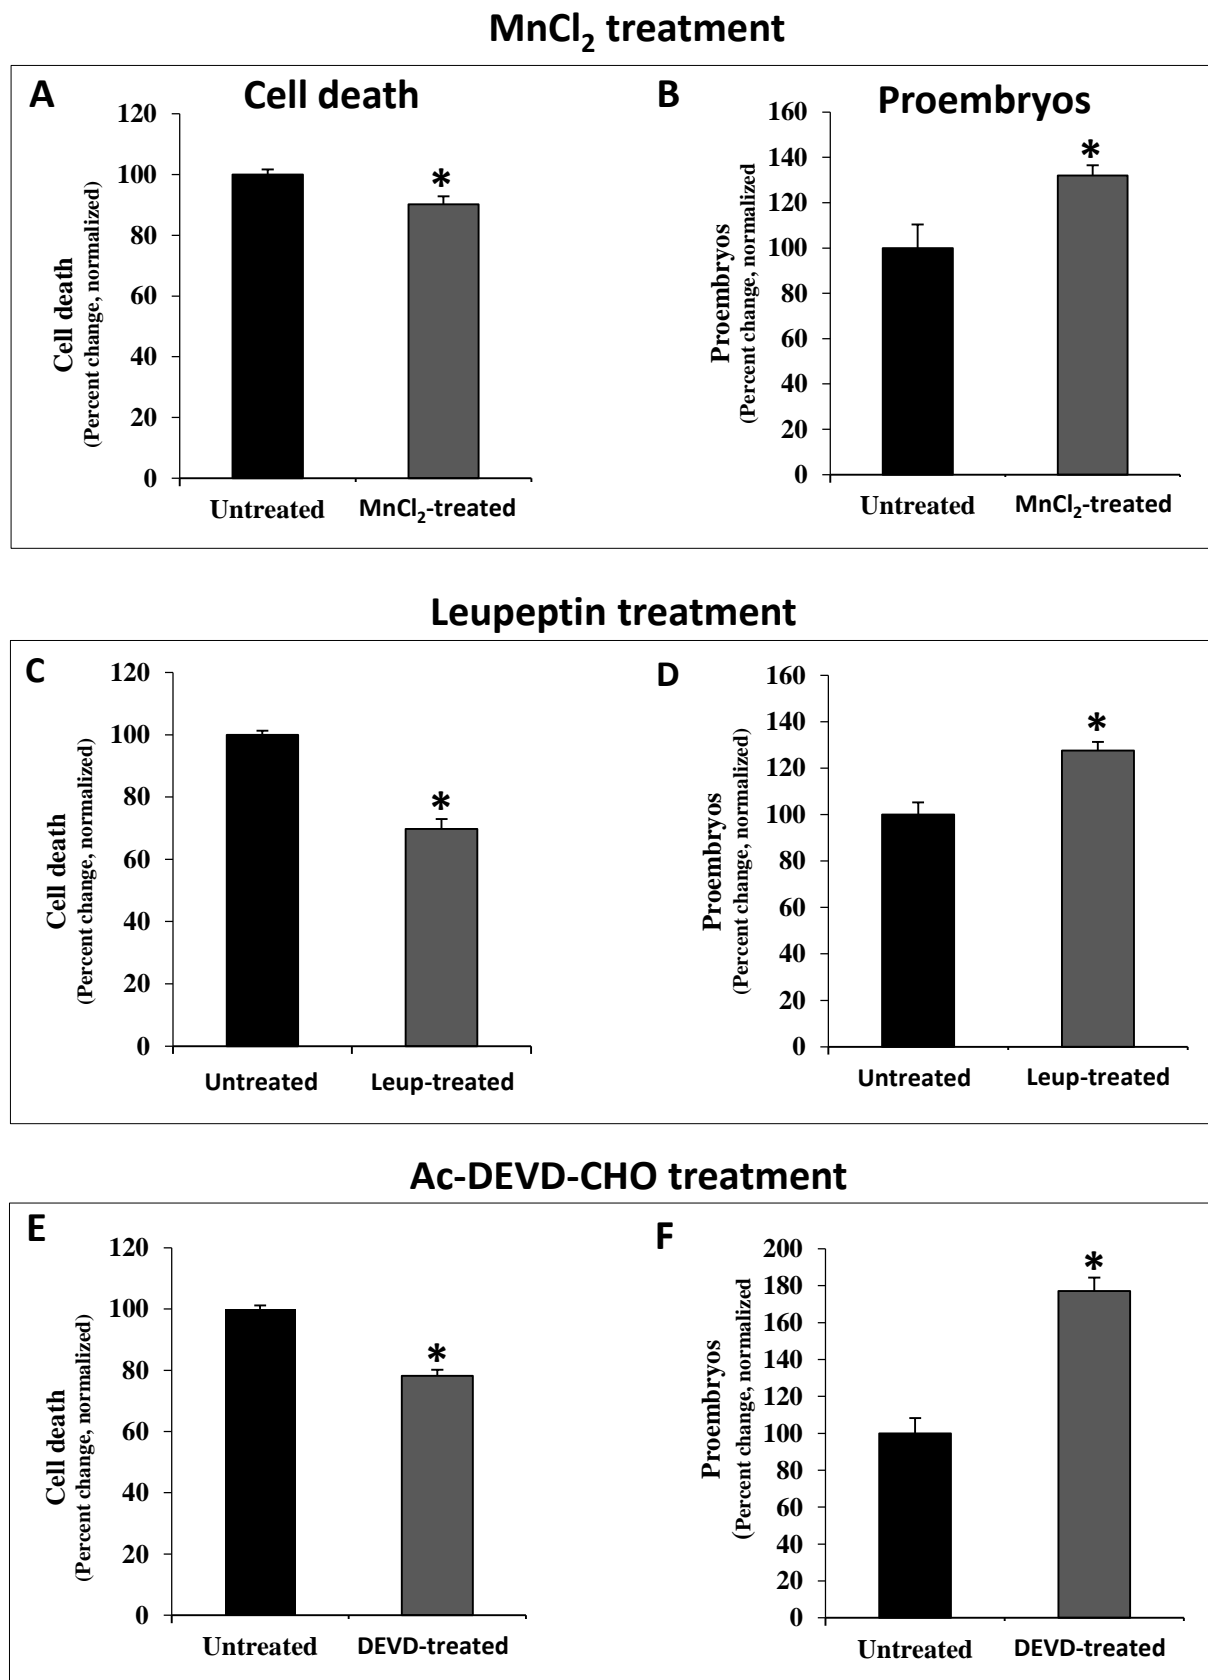 MnCl₂ treatment
A
Cell death
120
100
80
60
40
20
0
Cell death
(Percent change, normalized)
*
Untreated
MnCl₂-treated
B
Proembryos
160
140
120
100
80
60
40
20
0
Proembryos
(Percent change, normalized
*
Untreated
MnCl₂-treated
Leupeptin treatment
C
120
100
80
60
40
20
0
Cell death
(Percent change, normalized)
*
Untreated
Leup-treated
D
160
140
120
100
80
60
40
20
0
Proembryos
(Percent change, normalized)
*
Untreated
Leup-treated
Ac-DEVD-CHO treatment
E
120
100
80
60
40
20
0
Cell death
(Percent change, normalized)
*
Untreated
DEVD-treated
F
200
180
160
140
120
100
80
60
40
20
0
Proembryos
(Percent change, normalized
*
Untreated
DEVD-treated